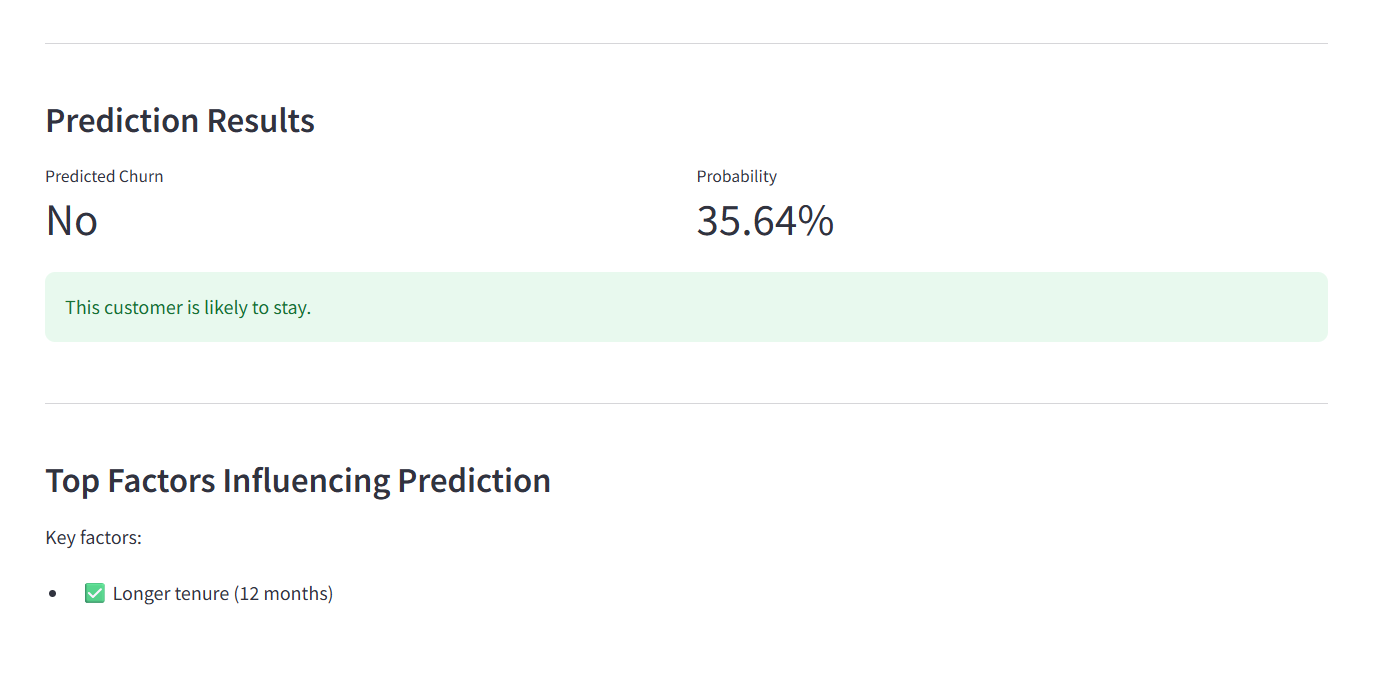 Prediction Results
Predicted Churn
Probability
No
35.64%
This customer is likely to stay.
Top Factors Influencing Prediction
Key factors:
• ✅ Longer tenure (12 months)